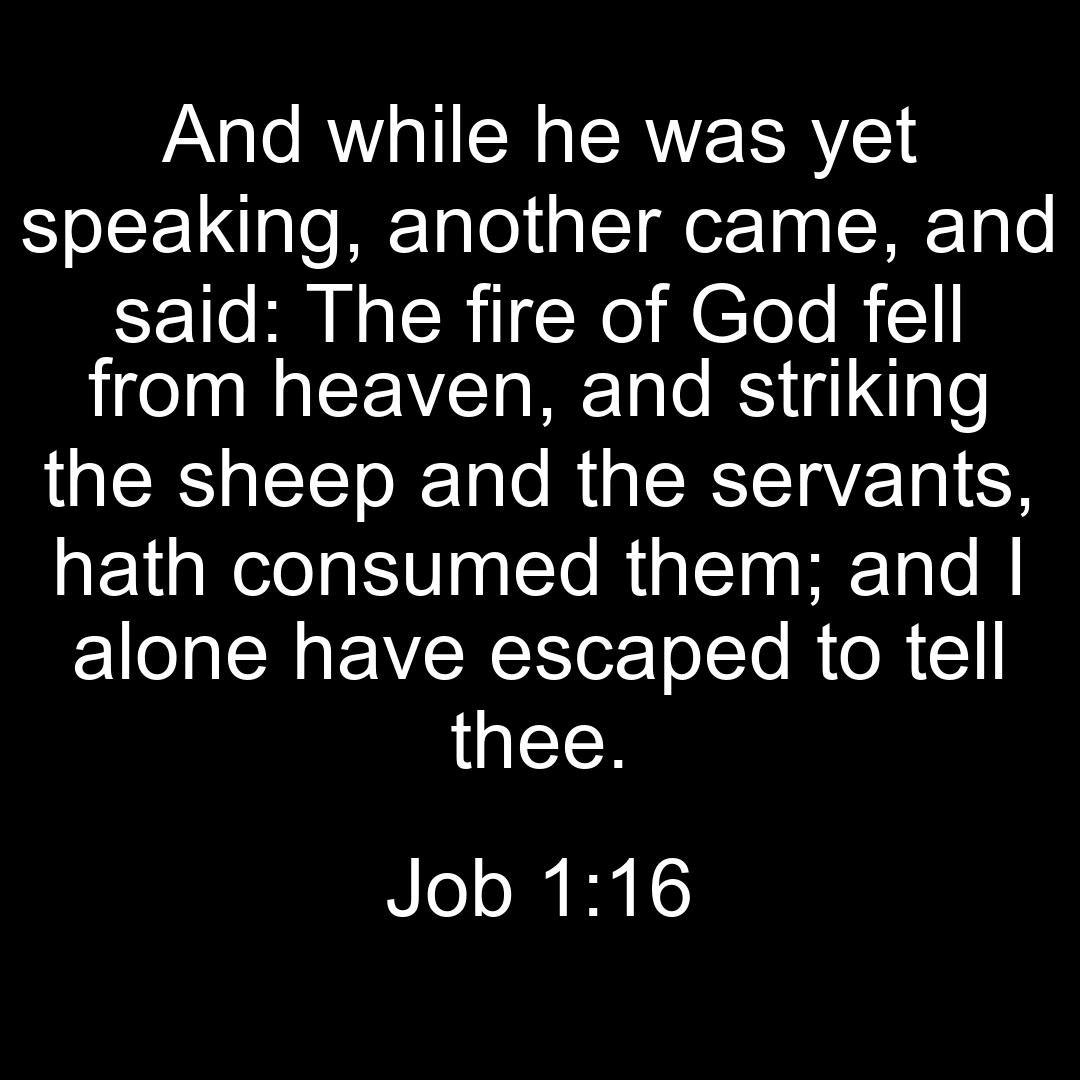 And while he was yet
speaking, another came, and
said: The fire of God fell
from heaven, and striking
the sheep and the servants,
hath consumed them; and I
alone have escaped to tell
thee.
Job 1:16